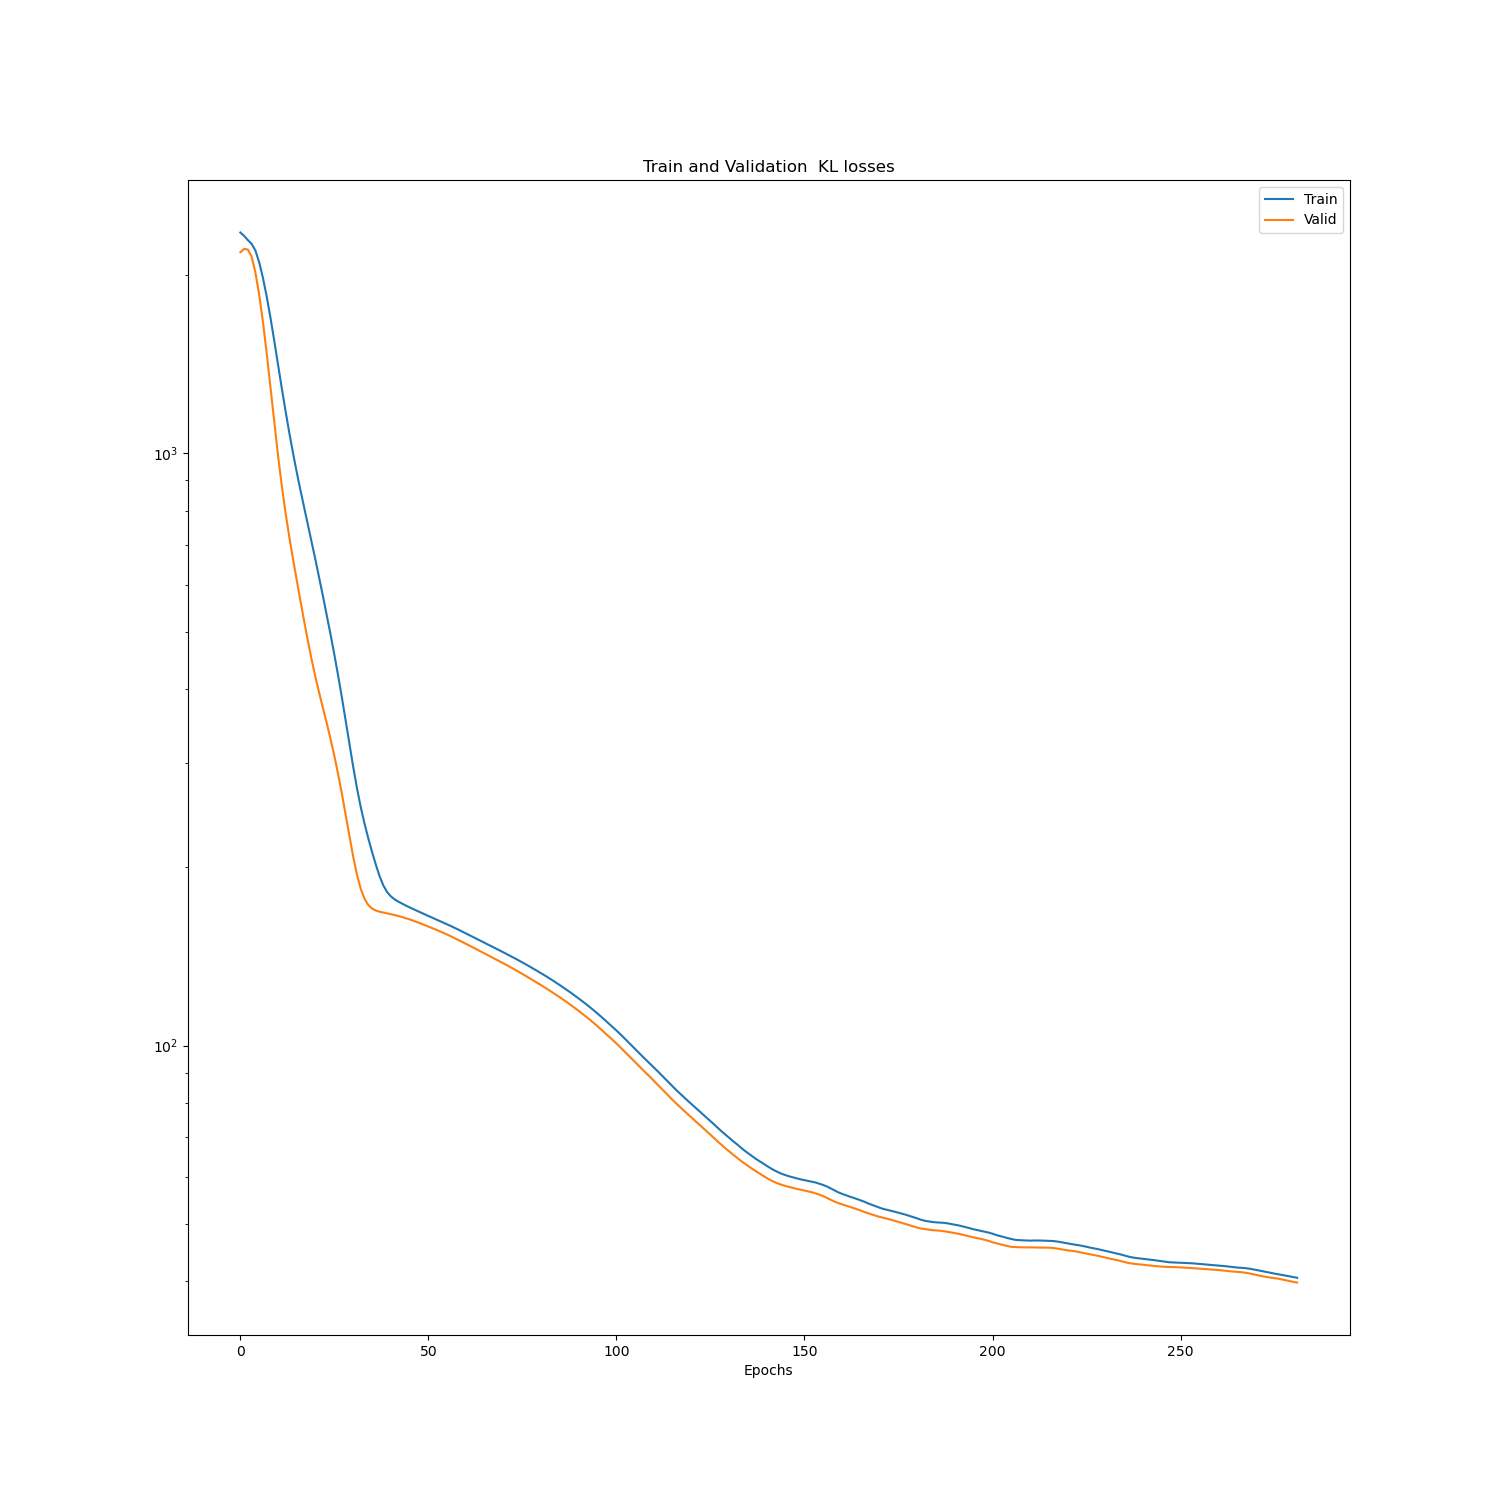 Train and Validation  KL losses
Train
Valid
10³
10²
0 50 100 150 200 250
Epochs